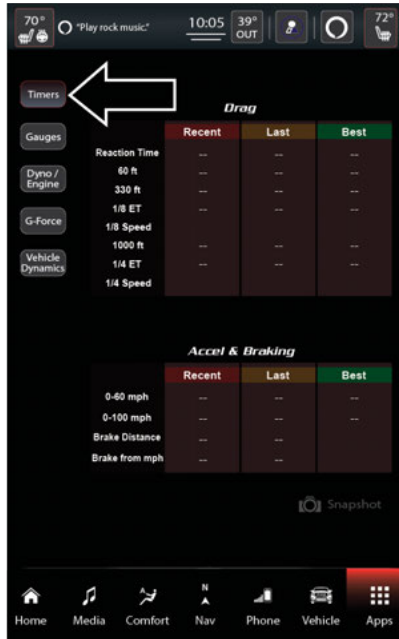 70° "Play rock music." 10:05 39° OUT 72°
Timers
Gauges
Dyno / Engine
G-Force
Vehicle Dynamics
Drag
Recent Last Best
Reaction Time -- -- --
60 ft -- -- --
330 ft -- -- --
1/8 ET -- -- --
1/8 Speed
1000 ft -- -- --
1/4 ET -- -- --
1/4 Speed
Accel & Braking
Recent Last Best
0-60 mph -- -- --
0-100 mph -- -- --
Brake Distance -- --
Brake from mph -- --
Snapshot
N
Home Media Comfort Nav Phone Vehicle Apps